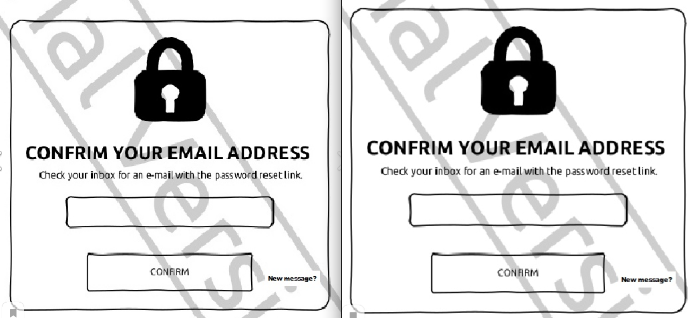 CONFRIM YOUR EMAIL ADDRESS
Check your inbox for an e-mail with the password reset link.
CONFIRM
New message?
CONFRIM YOUR EMAIL ADDRESS
Check your inbox for an e-mail with the password reset link.
CONFIRM
New message?